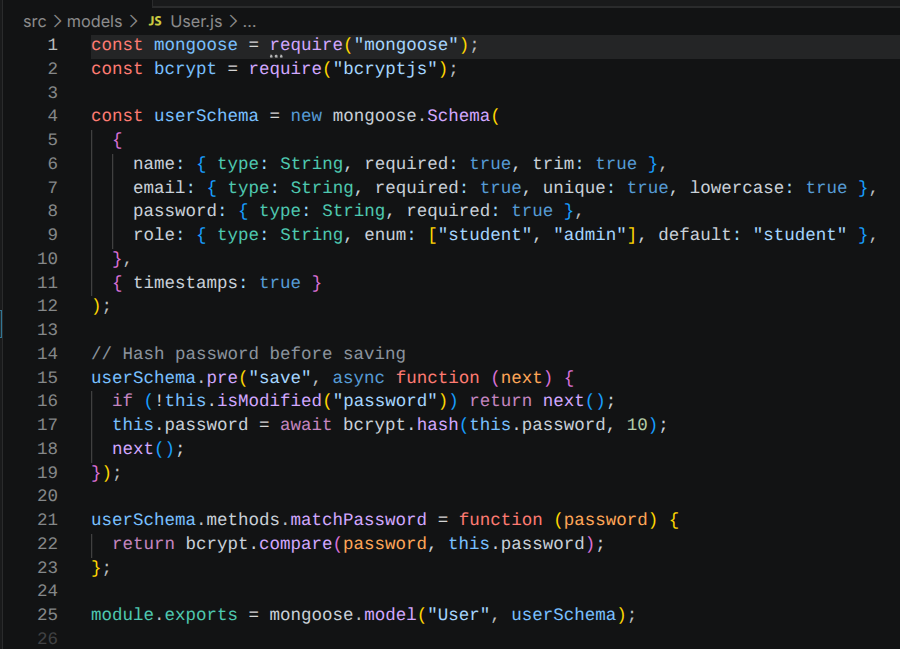 src > models > JS User.js > ...
1 const mongoose = require("mongoose");
2 const bcrypt = require("bcryptjs");
3
4 const userSchema = new mongoose.Schema(
5   {
6     name: { type: String, required: true, trim: true },
7     email: { type: String, required: true, unique: true, lowercase: true },
8     password: { type: String, required: true },
9     role: { type: String, enum: ["student", "admin"], default: "student" },
10   },
11   { timestamps: true }
12 );
13
14 // Hash password before saving
15 userSchema.pre("save", async function (next) {
16   if (!this.isModified("password")) return next();
17   this.password = await bcrypt.hash(this.password, 10);
18   next();
19 });
20
21 userSchema.methods.matchPassword = function (password) {
22   return bcrypt.compare(password, this.password);
23 };
24
25 module.exports = mongoose.model("User", userSchema);
26